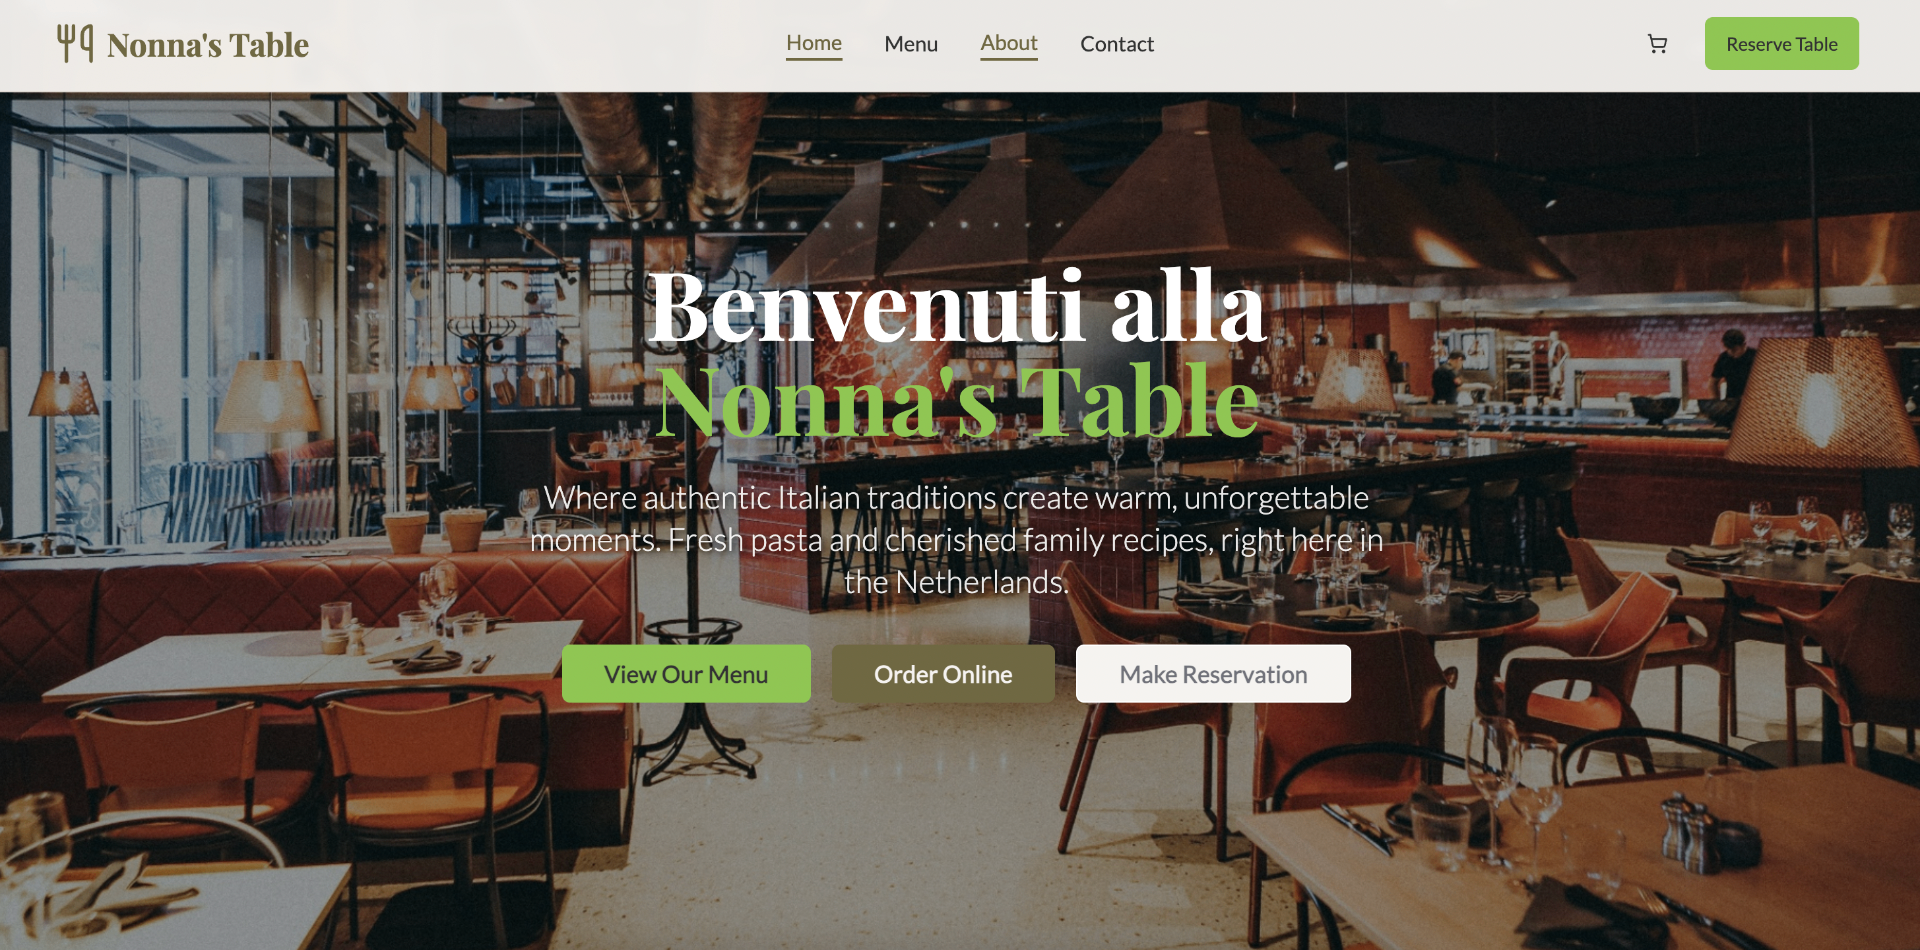 Nonna's Table
Home Menu About Contact
Reserve Table
Benvenuti alla
Nonna's Table
Where authentic Italian traditions create warm, unforgettable
moments. Fresh pasta and cherished family recipes, right here in
the Netherlands.
View Our Menu
Order Online
Make Reservation